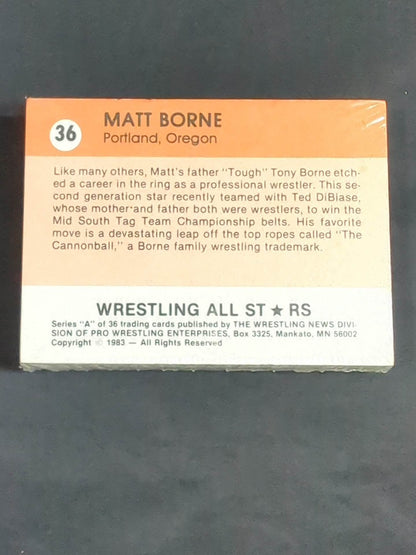 36
MATT BORNE
Portland, Oregon
Like many others, Matt's father "Tough" Tony Borne etch-
ed a career in the ring as a professional wrestler. This se-
cond generation star recently teamed with Ted DiBiase,
whose mother and father both were wrestlers, to win the
Mid South Tag Team Championship belts. His favorite
move is a devastating leap off the top ropes called "The
Cannonball," a Borne family wrestling trademark.
WRESTLING ALL ST★RS
Series "A" of 36 trading cards published by THE WRESTLING NEWS DIVI-
SION OF PRO WRESTLING ENTERPRISES, Box 3325, Mankato, MN 56002
Copyright © 1983 — All Rights Reserved